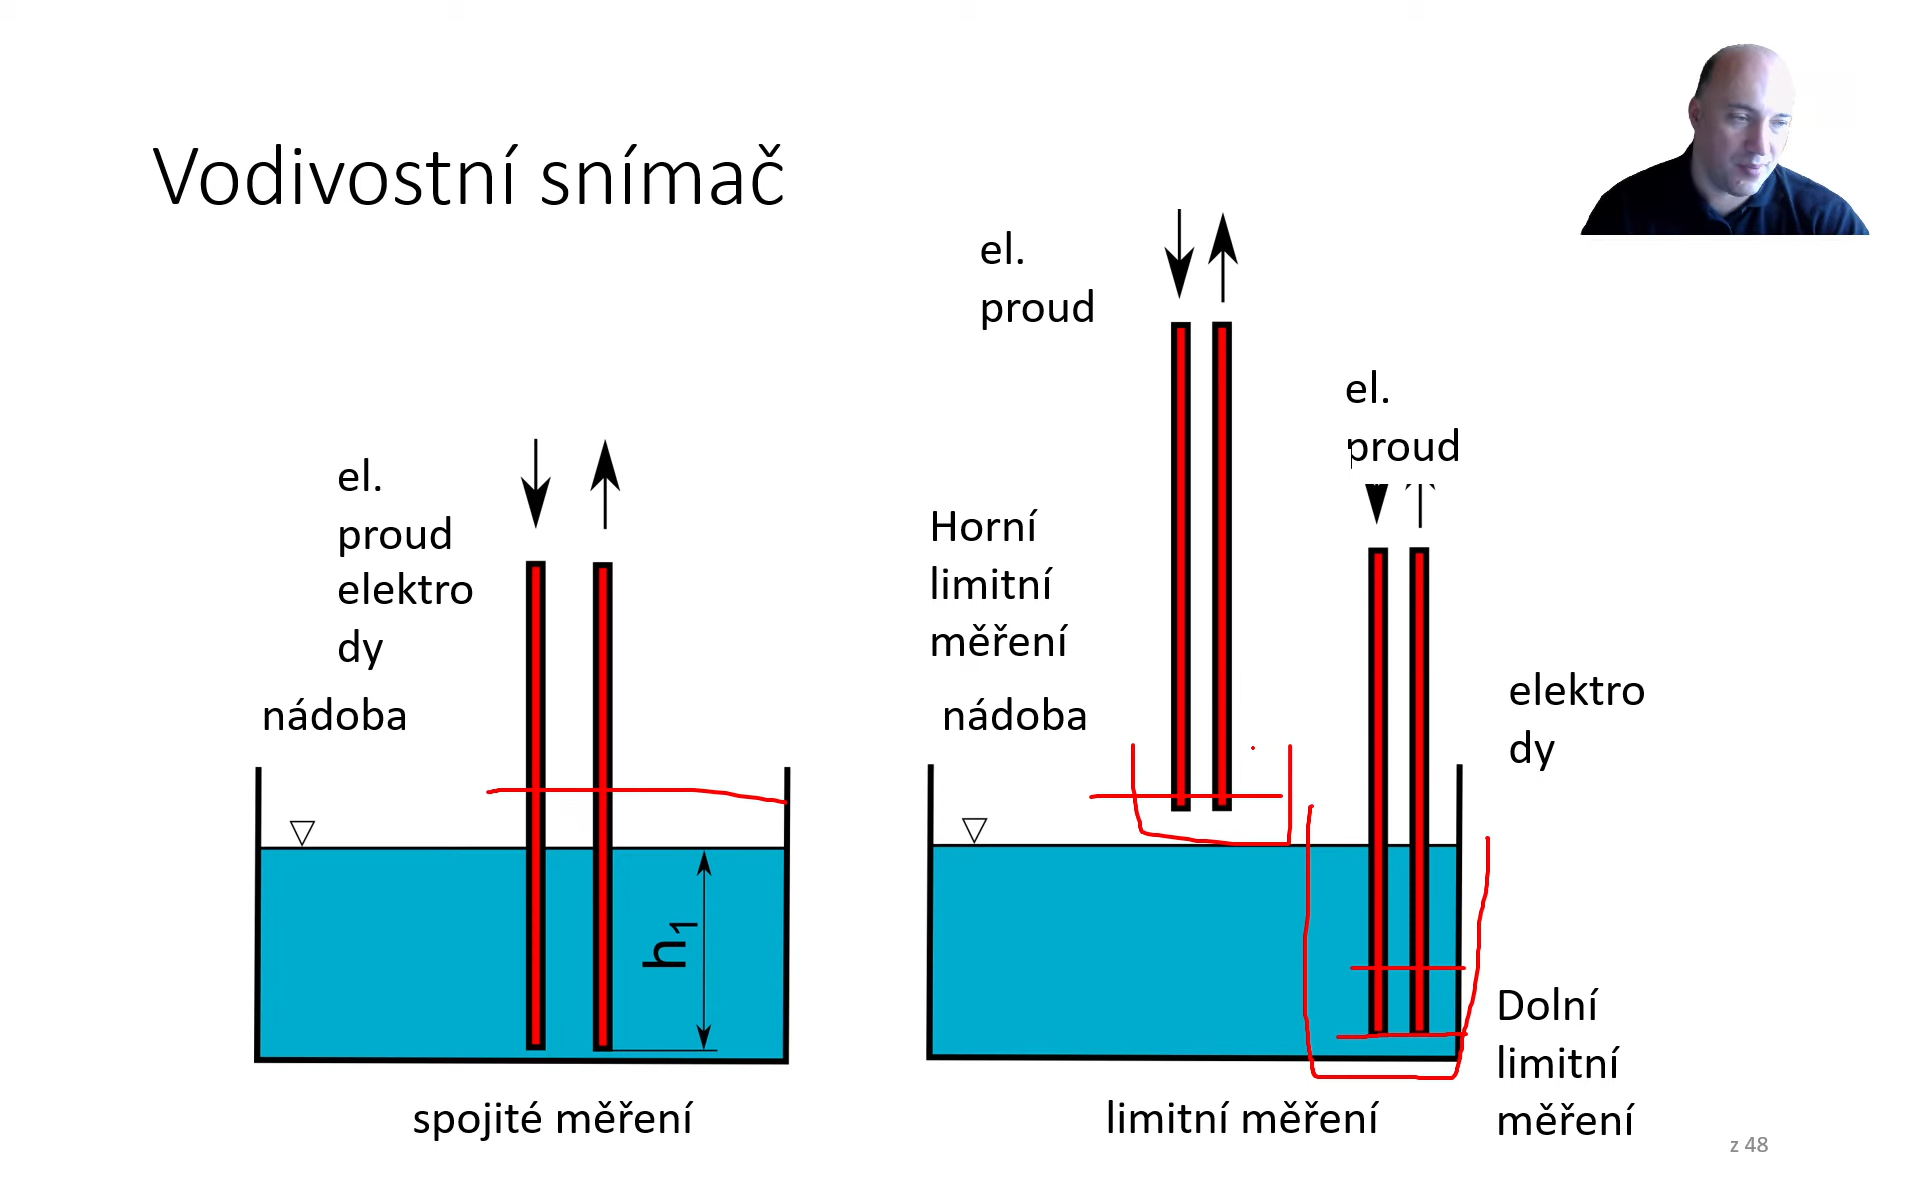 Vodivostní snímač
el.
proud
elektro
dy
nádoba
h1
spojité měření
el.
proud
Horní
limitní
měření
nádoba
el.
proud
elektro
dy
Dolní
limitní
měření
limitní měření
z 48